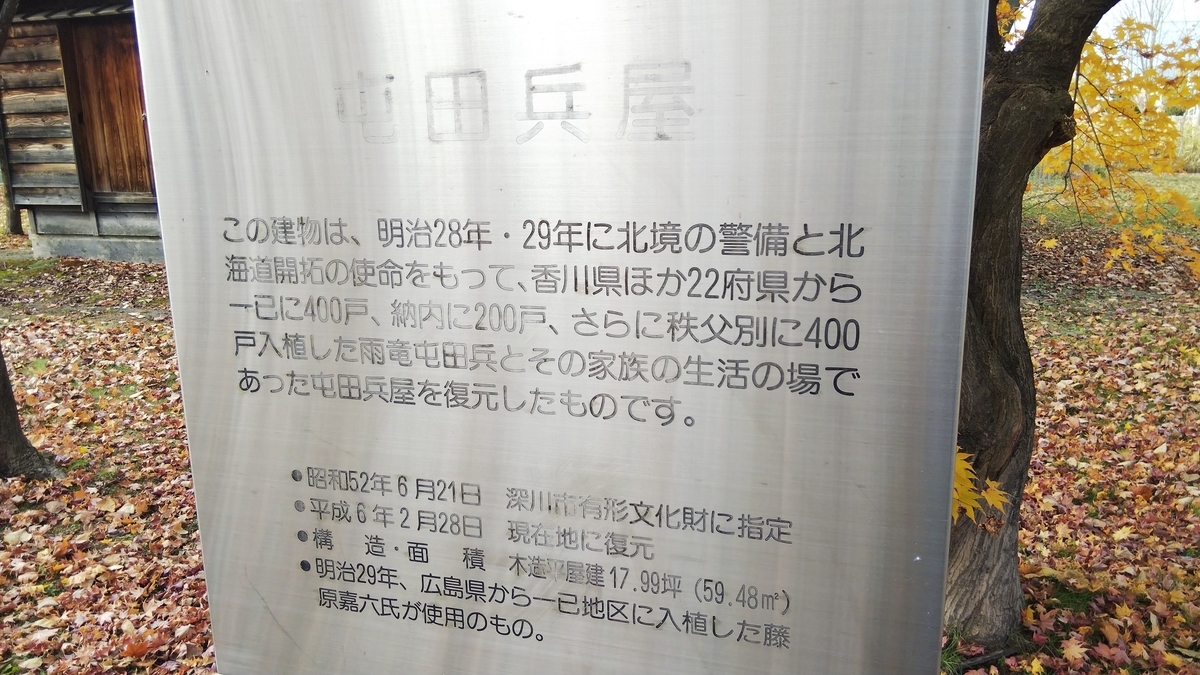 屯田兵屋
この建物は、明治28年・29年に北境の警備と北
海道開拓の使命をもって、香川県ほか22府県から
一已に400戸、納内に200戸、さらに秩父別に400
戸入植した雨竜屯田兵とその家族の生活の場で
あった屯田兵屋を復元したものです。
●昭和52年6月21日 深川市有形文化財に指定
●平成6年2月28日 現在地に復元
●構 造・面 積 木造平屋建17.99坪（59.48㎡）
●明治29年、広島県から一已地区に入植した藤
原嘉六氏が使用のもの。